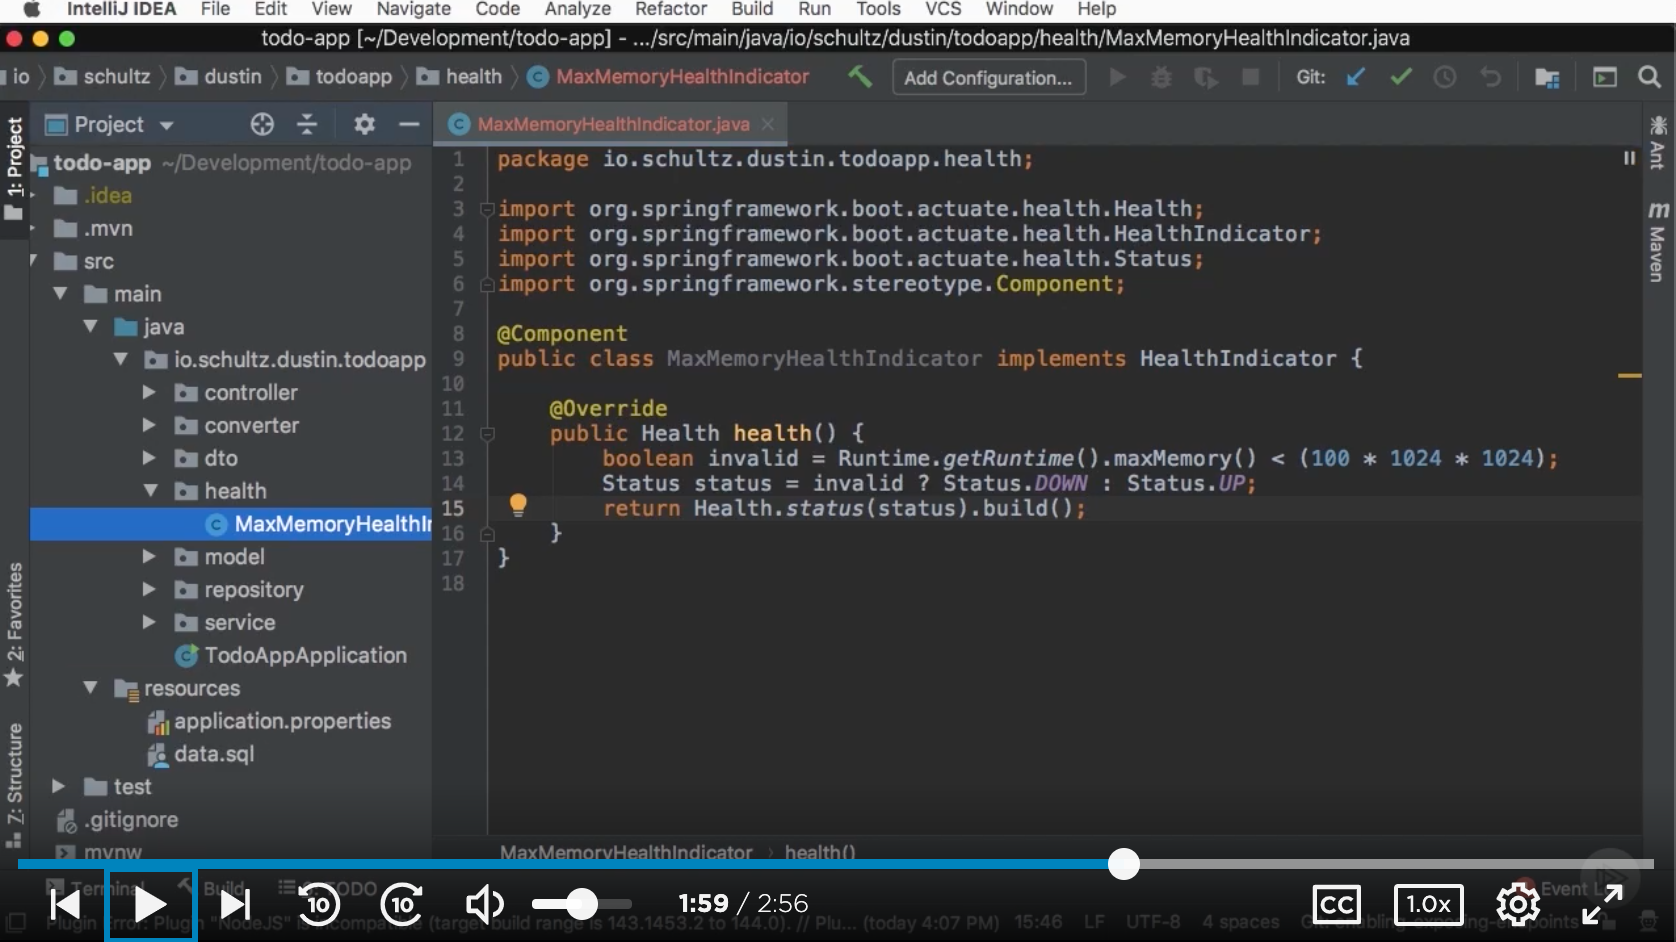 IntelliJ IDEA File Edit View Navigate Code Analyze Refactor Build Run Tools VCS Window Help
todo-app [~/Development/todo-app] - .../src/main/java/io/schultz/dustin/todoapp/health/MaxMemoryHealthIndicator.java
io schultz dustin todoapp health MaxMemoryHealthIndicator Add Configuration... Git:
1: Project
2: Favorites
7: Structure
Project
todo-app ~/Development/todo-app
.idea
.mvn
src
main
java
io.schultz.dustin.todoapp
controller
converter
dto
health
MaxMemoryHealthI
model
repository
service
TodoAppApplication
resources
application.properties
data.sql
test
.gitignore
mvnw
MaxMemoryHealthIndicator.java
1 package io.schultz.dustin.todoapp.health;
2
3 import org.springframework.boot.actuate.health.Health;
4 import org.springframework.boot.actuate.health.HealthIndicator;
5 import org.springframework.boot.actuate.health.Status;
6 import org.springframework.stereotype.Component;
7
8 @Component
9 public class MaxMemoryHealthIndicator implements HealthIndicator {
10
11 @Override
12 public Health health() {
13 boolean invalid = Runtime.getRuntime().maxMemory() < (100 * 1024 * 1024);
14 Status status = invalid ? Status.DOWN : Status.UP;
15 return Health.status(status).build();
16 }
17 }
18
Ant
Maven
MaxMemoryHealthIndicator health()
Terminal Build TODO Event Lo
10 10 1:59 / 2:56 CC 1.0x
Plugin Error: Plugin "NodeJS" is incompatible (target build range is 143.1453.2 to 144.0). // Plu... (today 4:07 PM) 15:46 LF UTF-8 4 spaces Git: enabling-exposing-endpoints